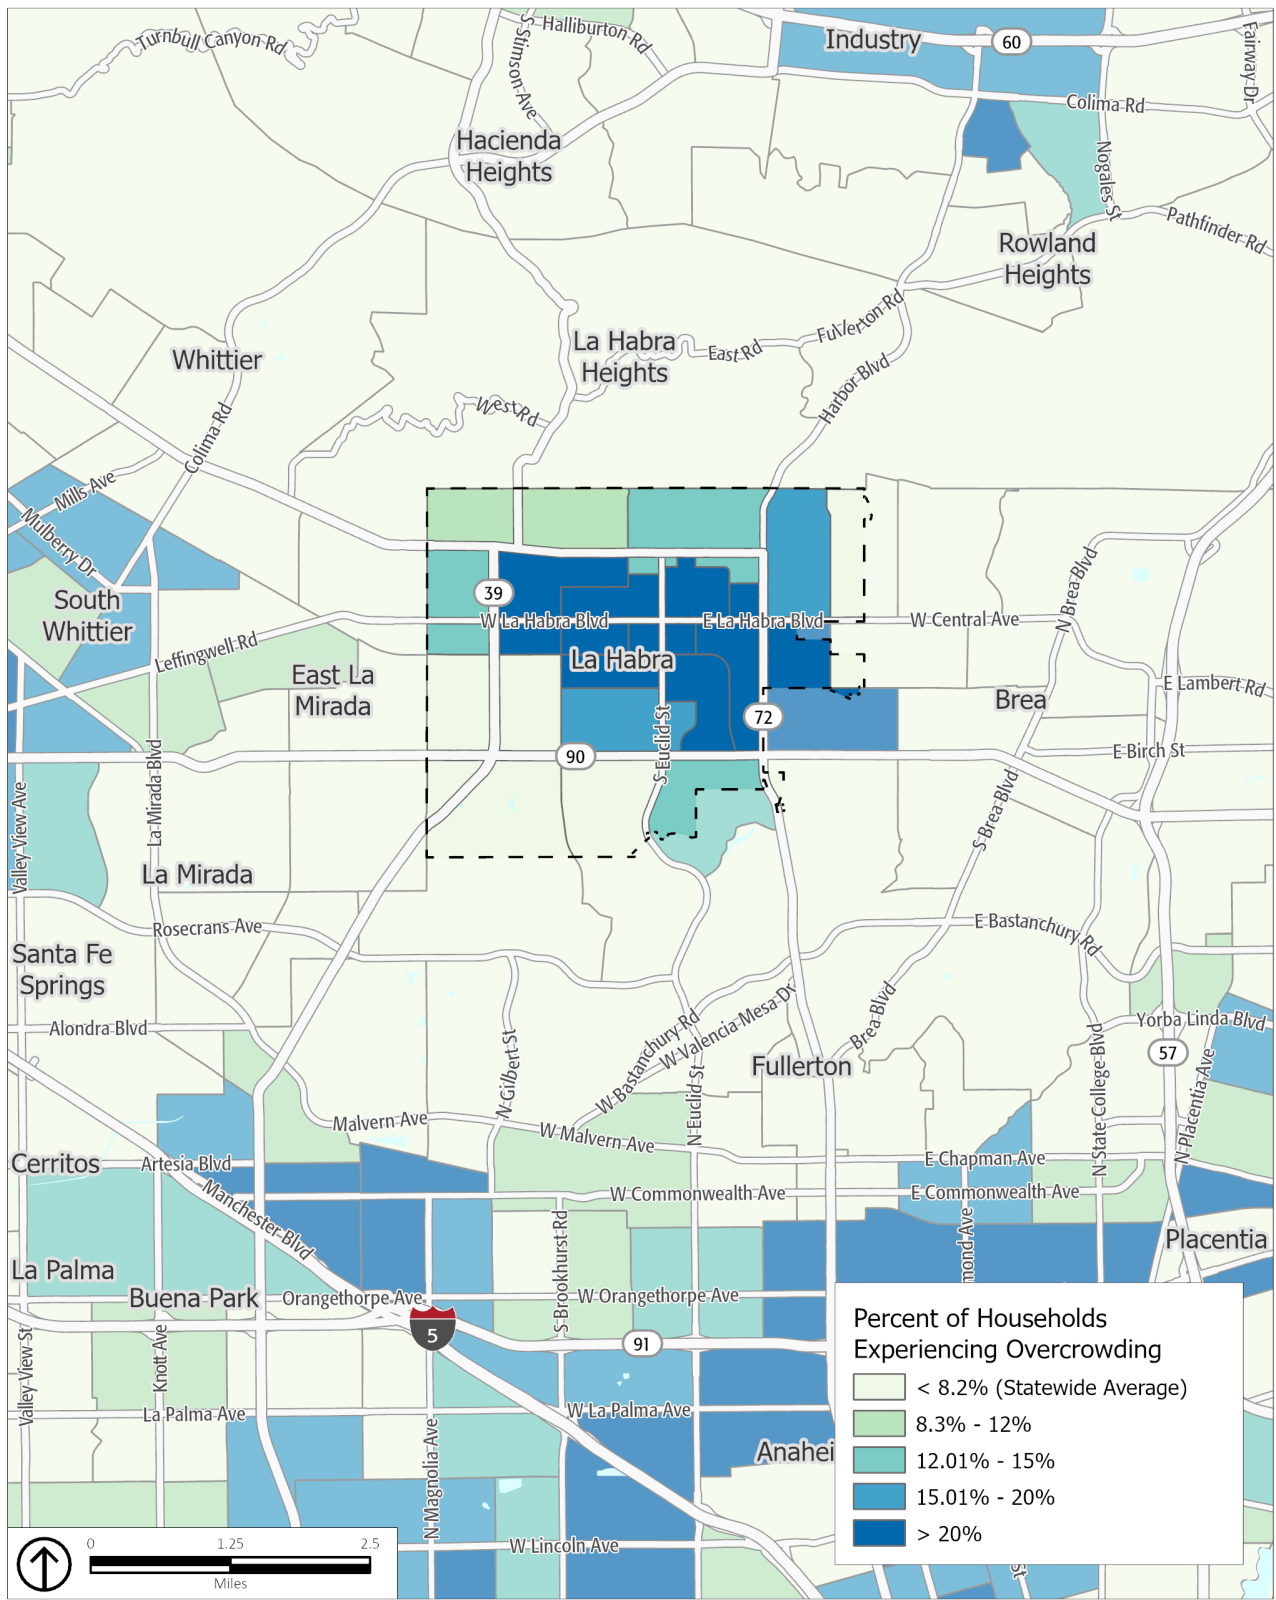 Turnbull Canyon Rd
S Stimson Ave
S Halliburton Rd
Industry
60
Fairway Dr
Colima Rd
Hacienda
Heights
Nogales St
Pathfinder Rd
Rowland
Heights
Whittier
La Habra
Heights
East Rd
Fullerton Rd
Harbor Blvd
West Rd
Colima Rd
Mills Ave
Mulberry Dr
South
Whittier
39
W La Habra Blvd
E La Habra Blvd
W Central Ave
N Brea Blvd
Leffingwell Rd
La Habra
East La
Mirada
Brea
E Lambert Rd
72
S Euclid St
90
E Birch St
La Mirada Blvd
Valley View Ave
S Brea Blvd
La Mirada
Rosecrans Ave
E Bastanchury Rd
Santa Fe
Springs
Alondra Blvd
W Bastanchury Rd
W Valencia Mesa Dr
Brea Blvd
Yorba Linda Blvd
57
Fullerton
N Gilbert St
N Euclid St
N State College Blvd
N Placentia Ave
Malvern Ave
W Malvern Ave
Cerritos
Artesia Blvd
E Chapman Ave
Manchester Blvd
W Commonwealth Ave
E Commonwealth Ave
S Brookhurst Rd
mond Ave
Placentia
La Palma
Buena Park
Orangethorpe Ave
W Orangethorpe Ave
5
91
Valley View St
Knott Ave
La Palma Ave
W La Palma Ave
N Magnolia Ave
Anahei
W Lincoln Ave
St
Percent of Households
Experiencing Overcrowding
< 8.2% (Statewide Average)
8.3% - 12%
12.01% - 15%
15.01% - 20%
> 20%
0 1.25 2.5
Miles